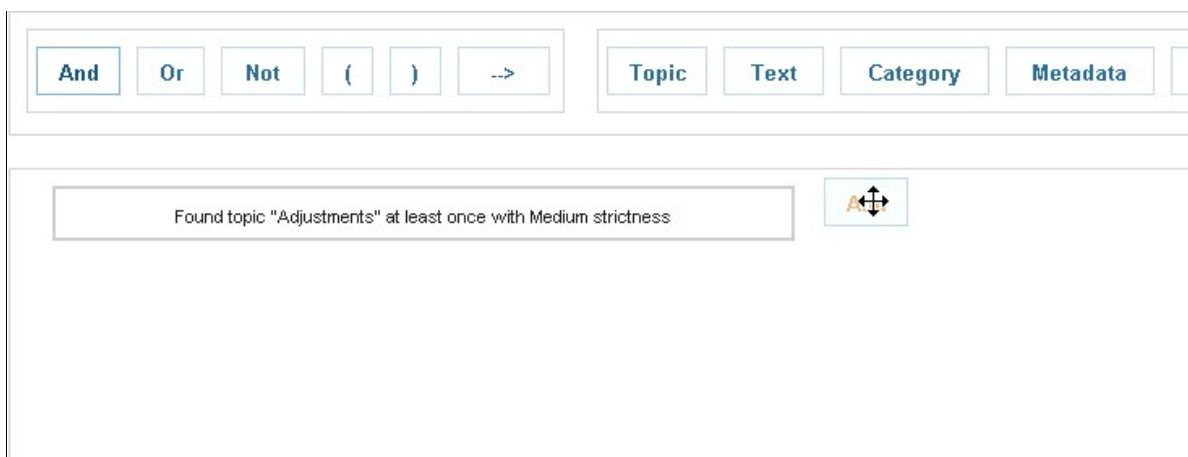 And Or Not ( ) --> Topic Text Category Metadata
Found topic "Adjustments" at least once with Medium strictness